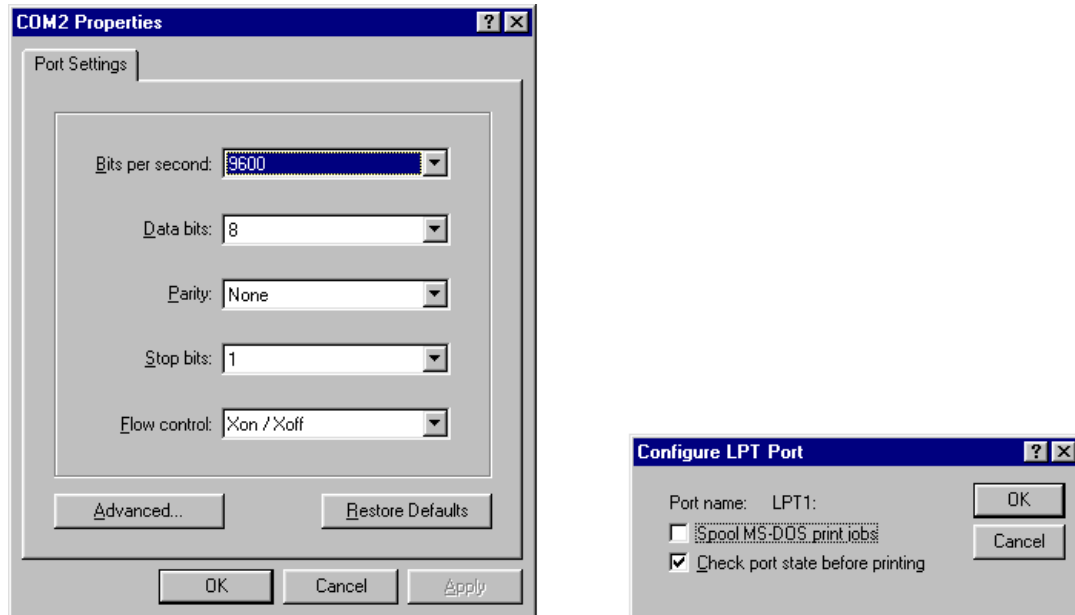 COM2 Properties
Port Settings
Bits per second: 9600
Data bits: 8
Parity: None
Stop bits: 1
Flow control: Xon / Xoff
Advanced... Restore Defaults
OK Cancel Apply
Configure LPT Port
Port name: LPT1: OK
Spool MS-DOS print jobs
Cancel
Check port state before printing